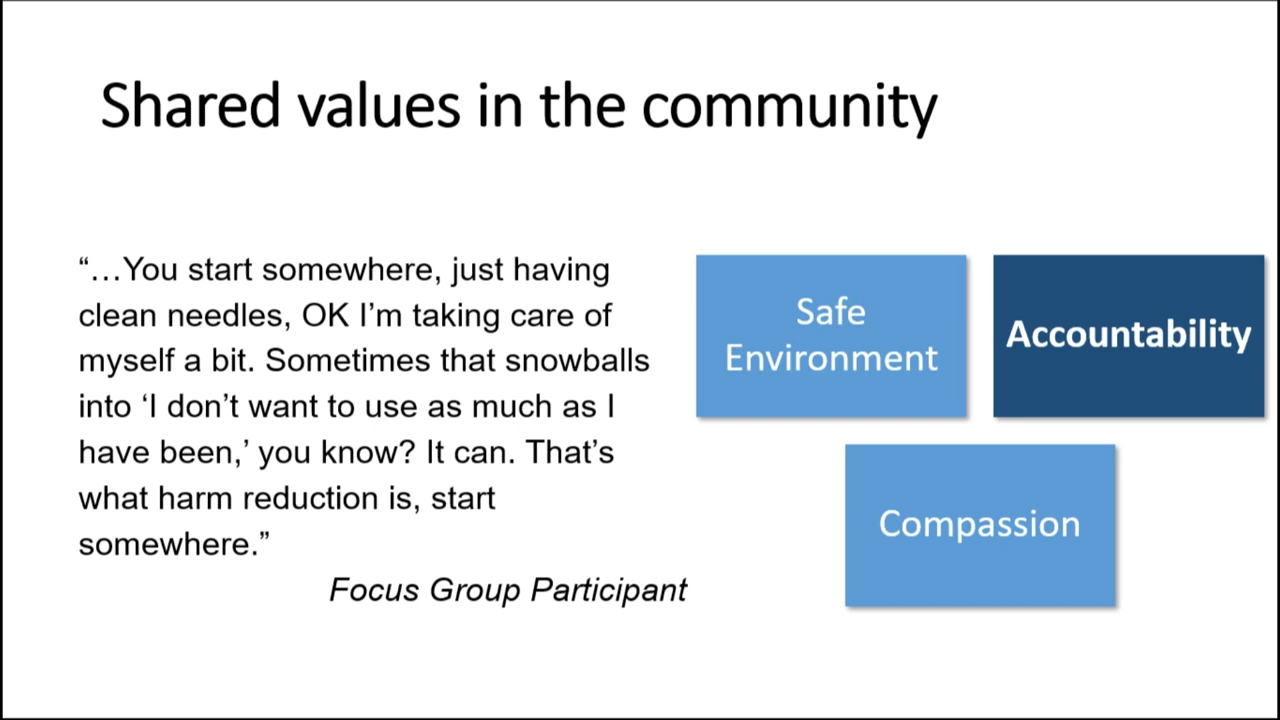 Shared values in the community
“…You start somewhere, just having
clean needles, OK I’m taking care of
myself a bit. Sometimes that snowballs
into ‘I don’t want to use as much as I
have been,’ you know? It can. That’s
what harm reduction is, start
somewhere.”
Focus Group Participant
Safe
Environment
Accountability
Compassion